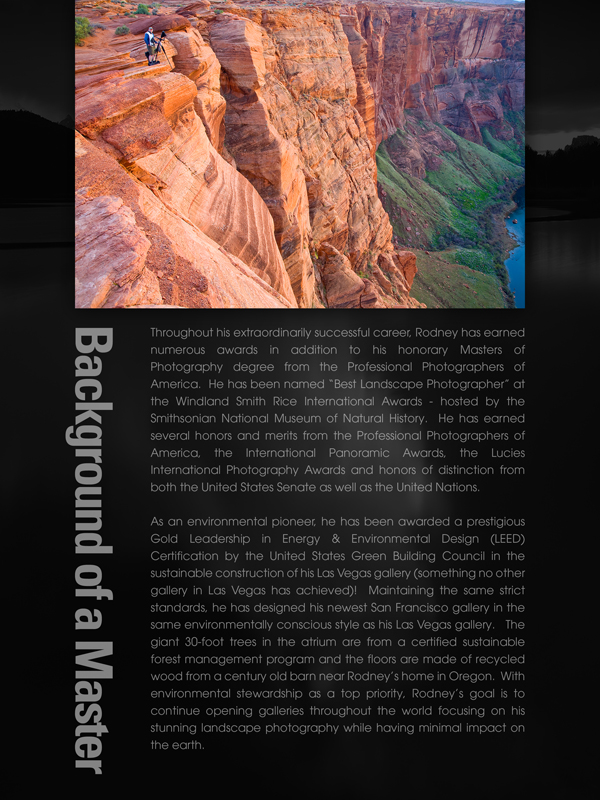 Background of a Master
Throughout his extraordinarily successful career, Rodney has earned
numerous awards in addition to his honorary Masters of
Photography degree from the Professional Photographers of
America. He has been named “Best Landscape Photographer” at
the Windland Smith Rice International Awards - hosted by the
Smithsonian National Museum of Natural History. He has earned
several honors and merits from the Professional Photographers of
America, the International Panoramic Awards, the Lucies
International Photography Awards and honors of distinction from
both the United States Senate as well as the United Nations.
As an environmental pioneer, he has been awarded a prestigious
Gold Leadership in Energy & Environmental Design (LEED)
Certification by the United States Green Building Council in the
sustainable construction of his Las Vegas gallery (something no other
gallery in Las Vegas has achieved)! Maintaining the same strict
standards, he has designed his newest San Francisco gallery in the
same environmentally conscious style as his Las Vegas gallery. The
giant 30-foot trees in the atrium are from a certified sustainable
forest management program and the floors are made of recycled
wood from a century old barn near Rodney’s home in Oregon. With
environmental stewardship as a top priority, Rodney’s goal is to
continue opening galleries throughout the world focusing on his
stunning landscape photography while having minimal impact on
the earth.